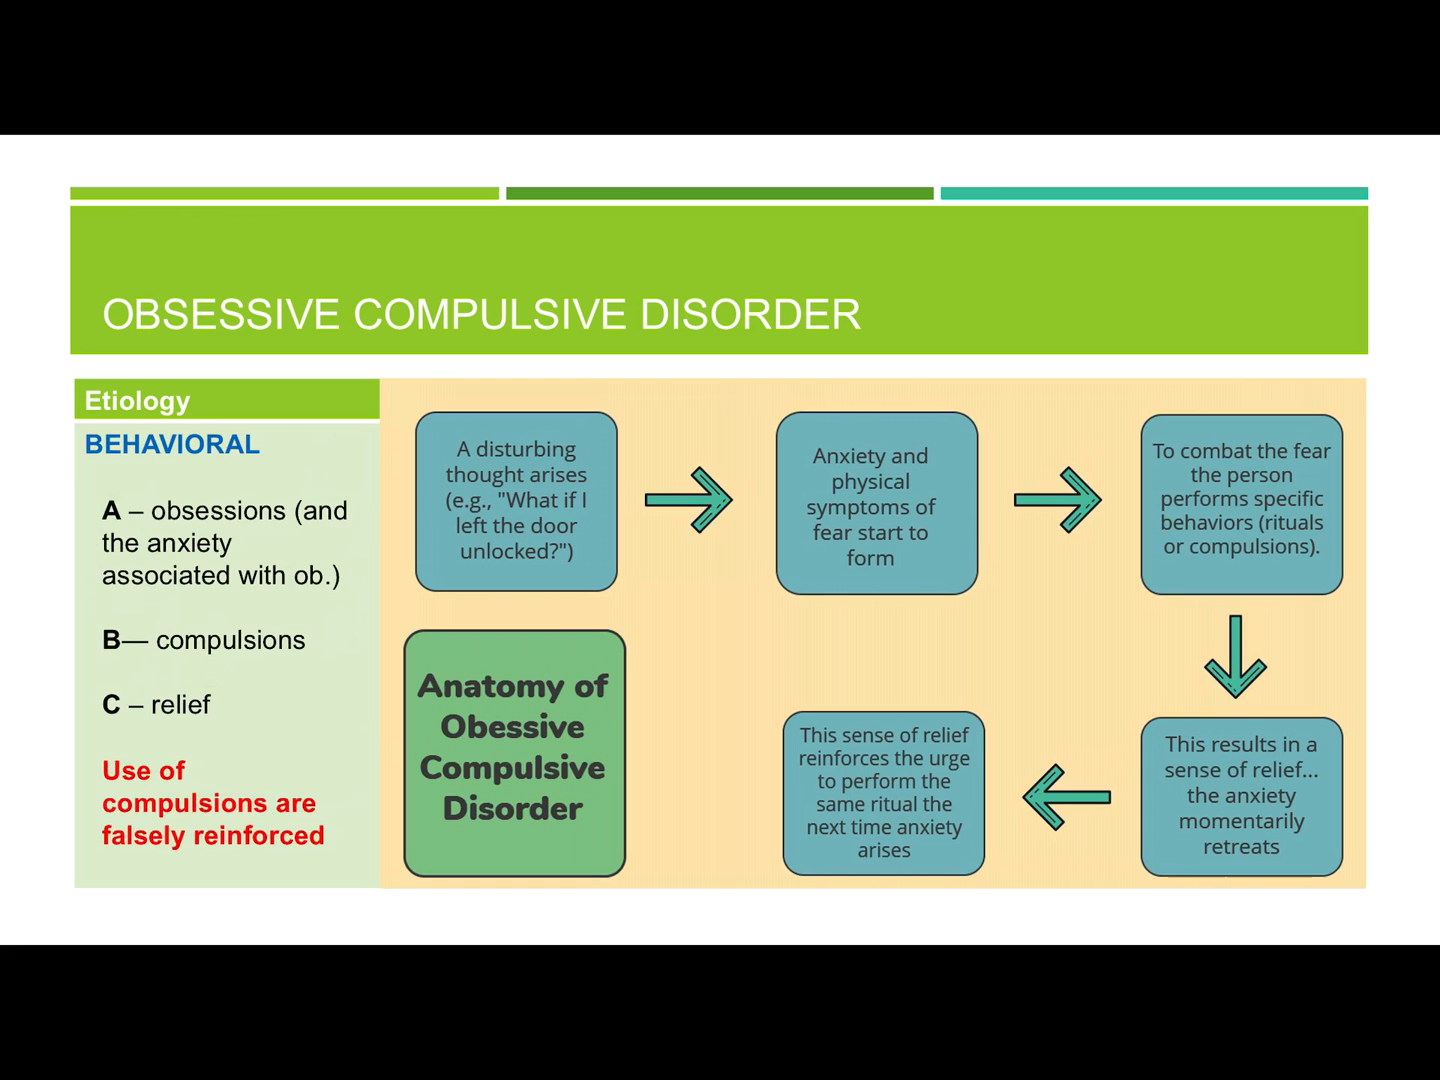 OBSESSIVE COMPULSIVE DISORDER
Etiology
BEHAVIORAL
A – obsessions (and
the anxiety
associated with ob.)
B— compulsions
C – relief
Use of
compulsions are
falsely reinforced
A disturbing
thought arises
(e.g., "What if I
left the door
unlocked?")
Anxiety and
physical
symptoms of
fear start to
form
To combat the fear
the person
performs specific
behaviors (rituals
or compulsions).
This results in a
sense of relief...
the anxiety
momentarily
retreats
This sense of relief
reinforces the urge
to perform the
same ritual the
next time anxiety
arises
Anatomy of
Obessive
Compulsive
Disorder